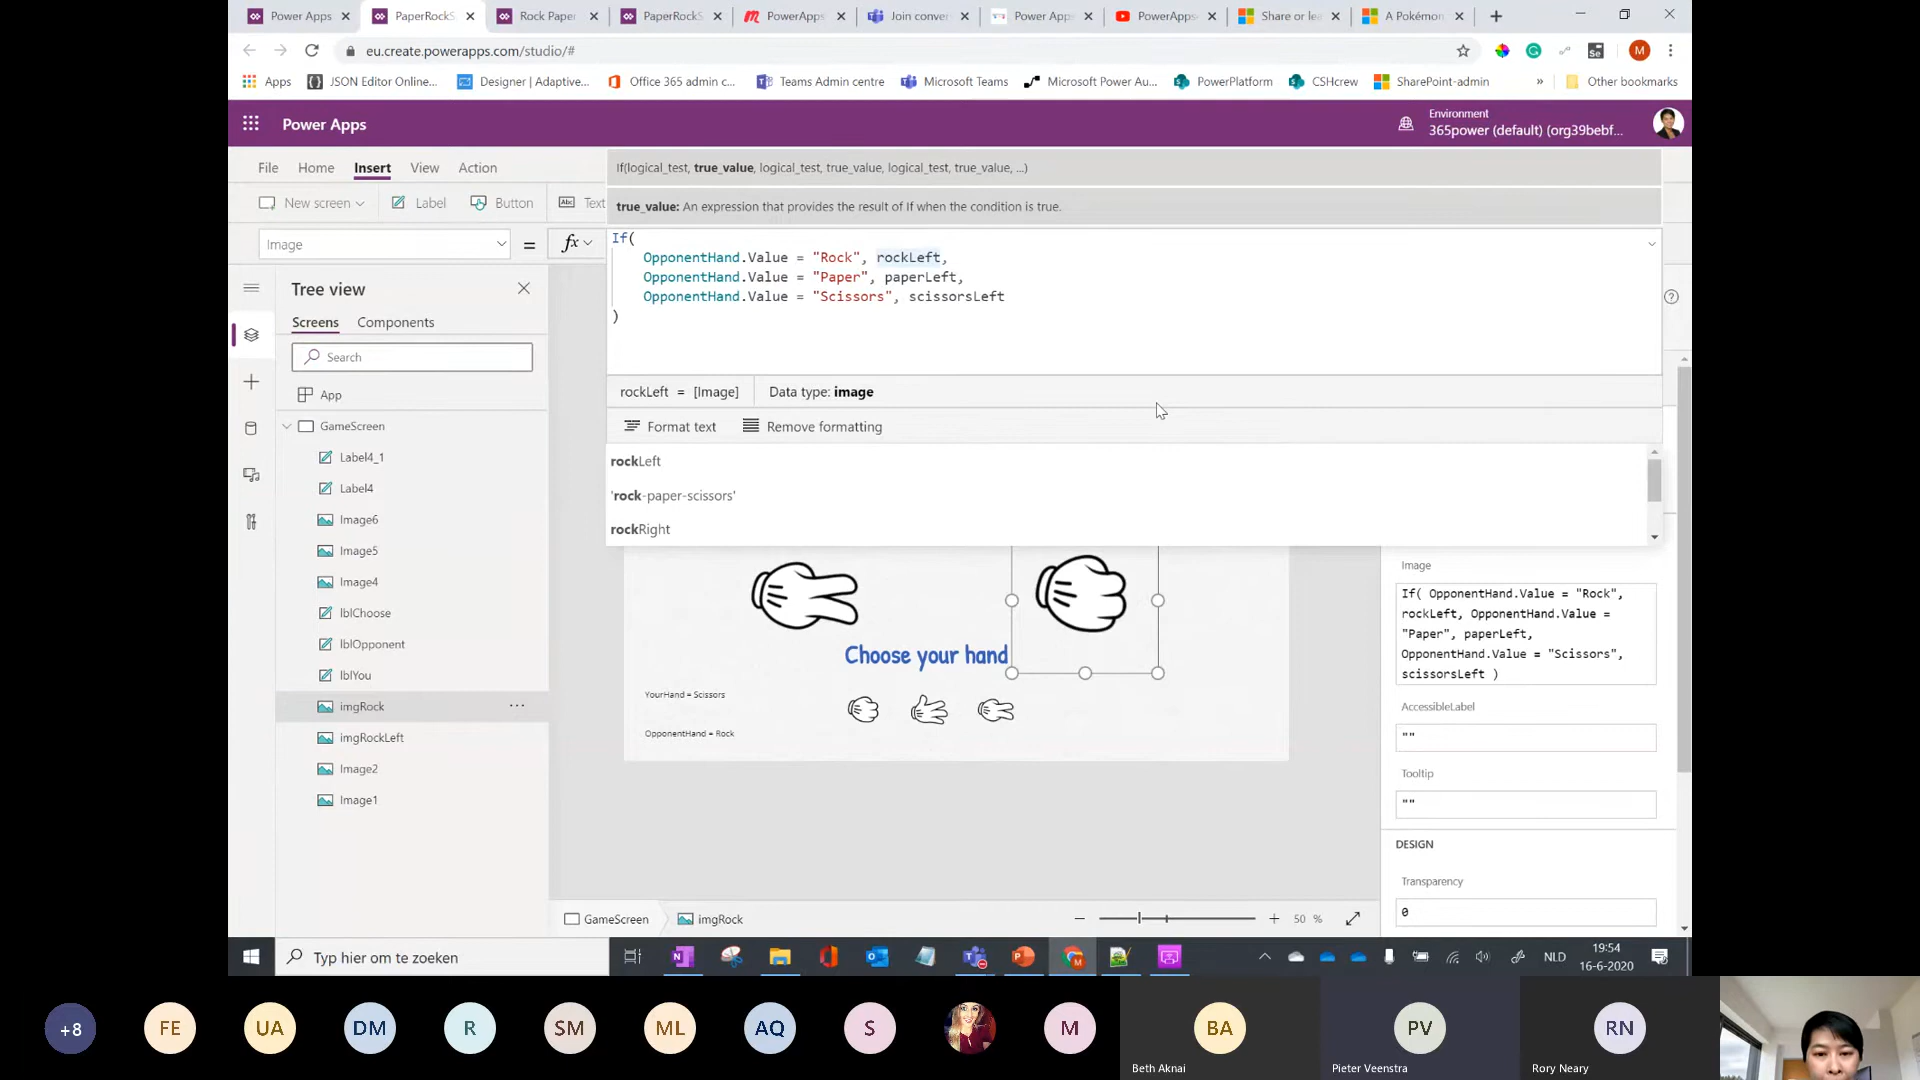 Power Apps
PaperRockS
Rock Paper
PaperRockS
PowerApps
Join conver
Power Apps
PowerApps
Share or lea
A Pokémon
eu.create.powerapps.com/studio/#
M
Apps
JSON Editor Online...
Designer | Adaptive...
Office 365 admin c...
Teams Admin centre
Microsoft Teams
Microsoft Power Au...
PowerPlatform
CSHcrew
SharePoint-admin
»
Other bookmarks
Power Apps
Environment
365power (default) (org39bebf...
File
Home
Insert
View
Action
If(logical_test, true_value, logical_test, true_value, logical_test, true_value, ...)
New screen
Label
Button
Abc
Text
true_value: An expression that provides the result of If when the condition is true.
Image
=
fx
If(
OpponentHand.Value = "Rock", rockLeft,
OpponentHand.Value = "Paper", paperLeft,
OpponentHand.Value = "Scissors", scissorsLeft
)
Tree view
Screens
Components
Search
App
GameScreen
Label4_1
Label4
Image6
Image5
Image4
lblChoose
lblOpponent
lblYou
imgRock
...
imgRockLeft
Image2
Image1
rockLeft = [Image]
Data type: image
Format text
Remove formatting
rockLeft
'rock-paper-scissors'
rockRight
Choose your hand
YourHand = Scissors
OpponentHand = Rock
Image
If( OpponentHand.Value = "Rock",
rockLeft, OpponentHand.Value =
"Paper", paperLeft,
OpponentHand.Value = "Scissors",
scissorsLeft )
AccessibleLabel
""
Tooltip
""
DESIGN
Transparency
0
GameScreen
imgRock
50 %
Typ hier om te zoeken
NLD
19:54
16-6-2020
+8
FE
UA
DM
R
SM
ML
AQ
S
M
BA
PV
RN
Beth Aknai
Pieter Veenstra
Rory Neary